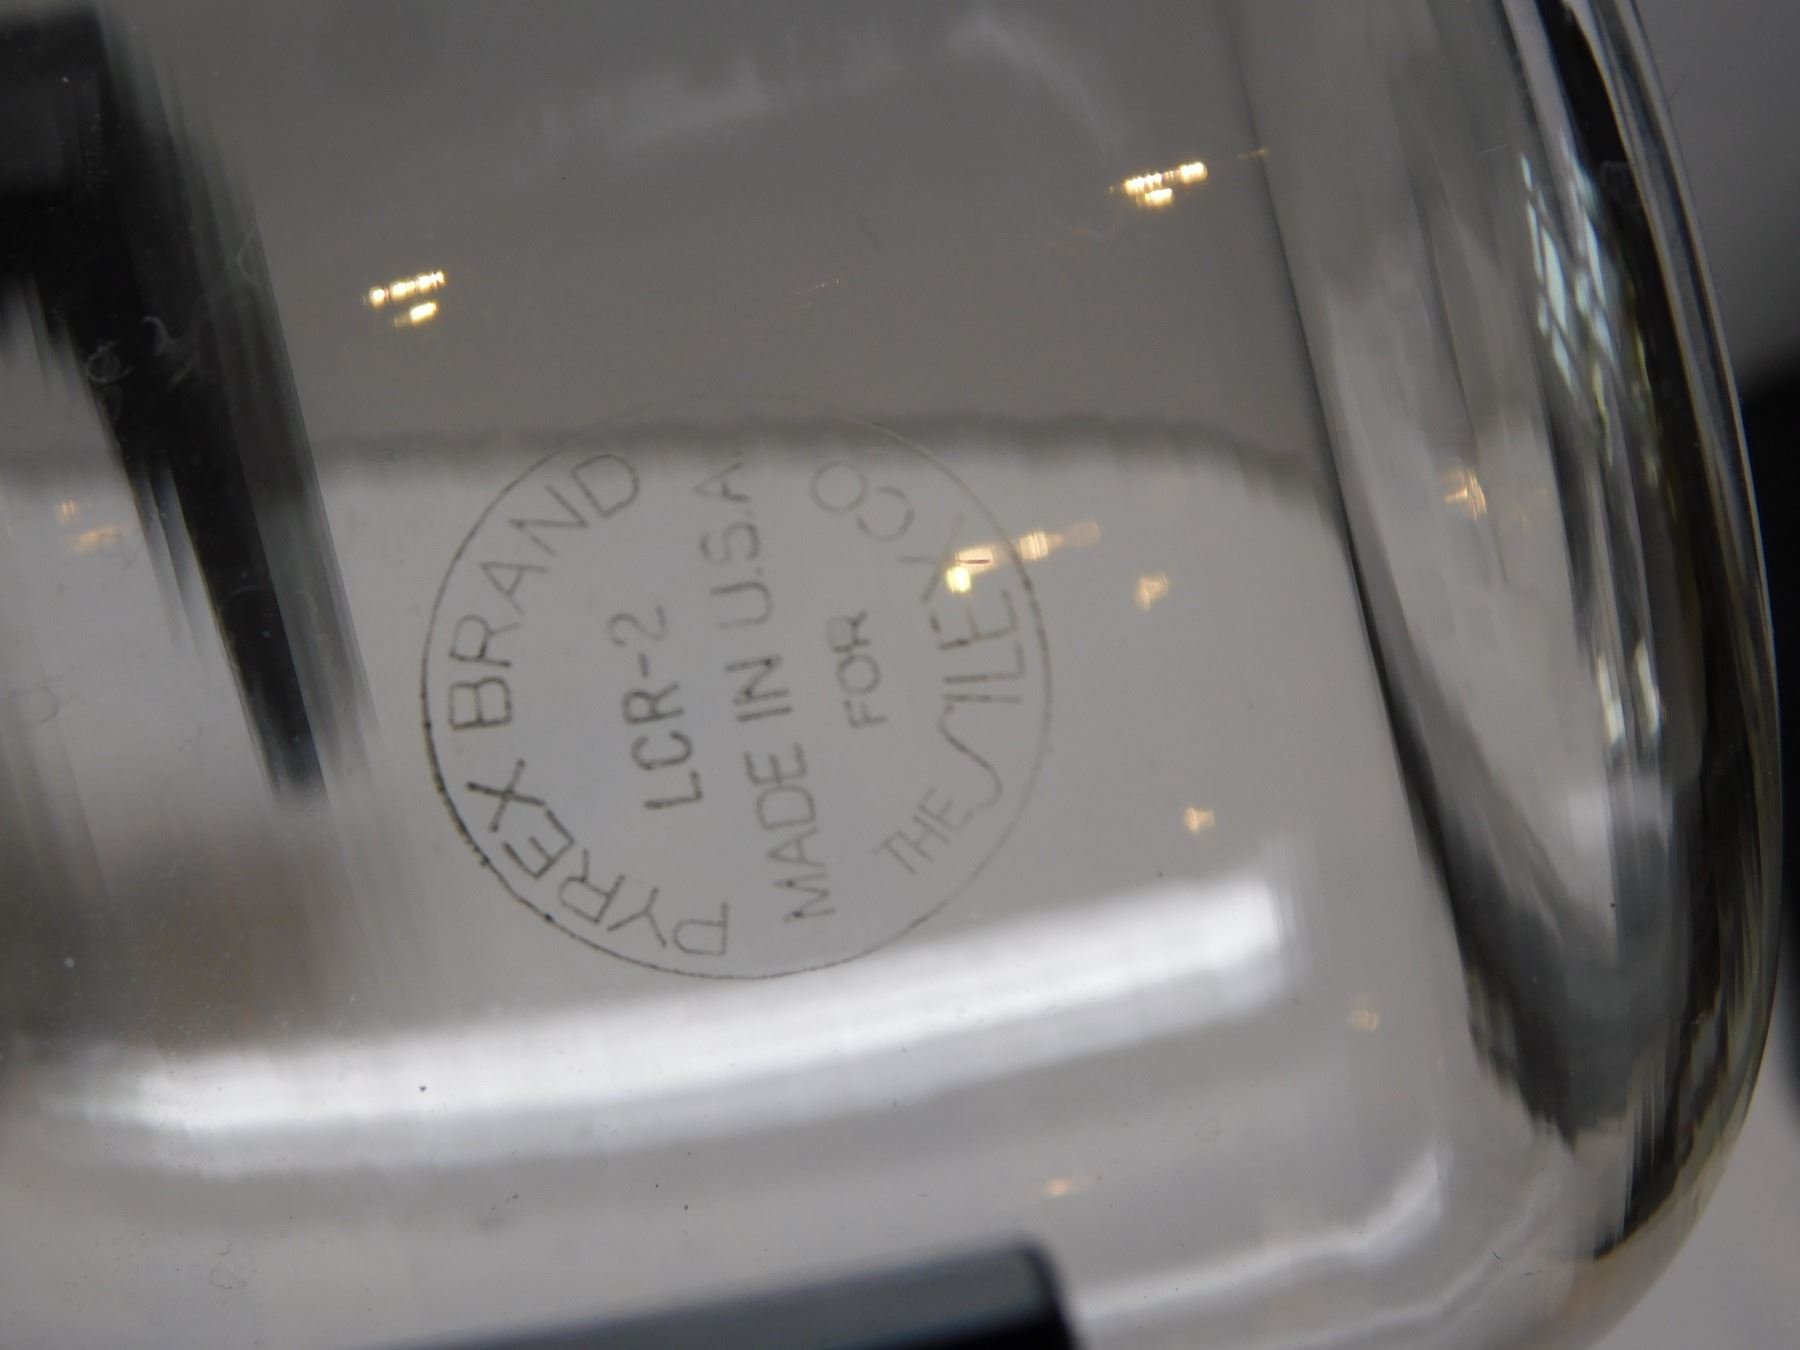 PYREX BRAND
LCR-2
MADE IN U.S.A.
FOR
THE SILEX CO